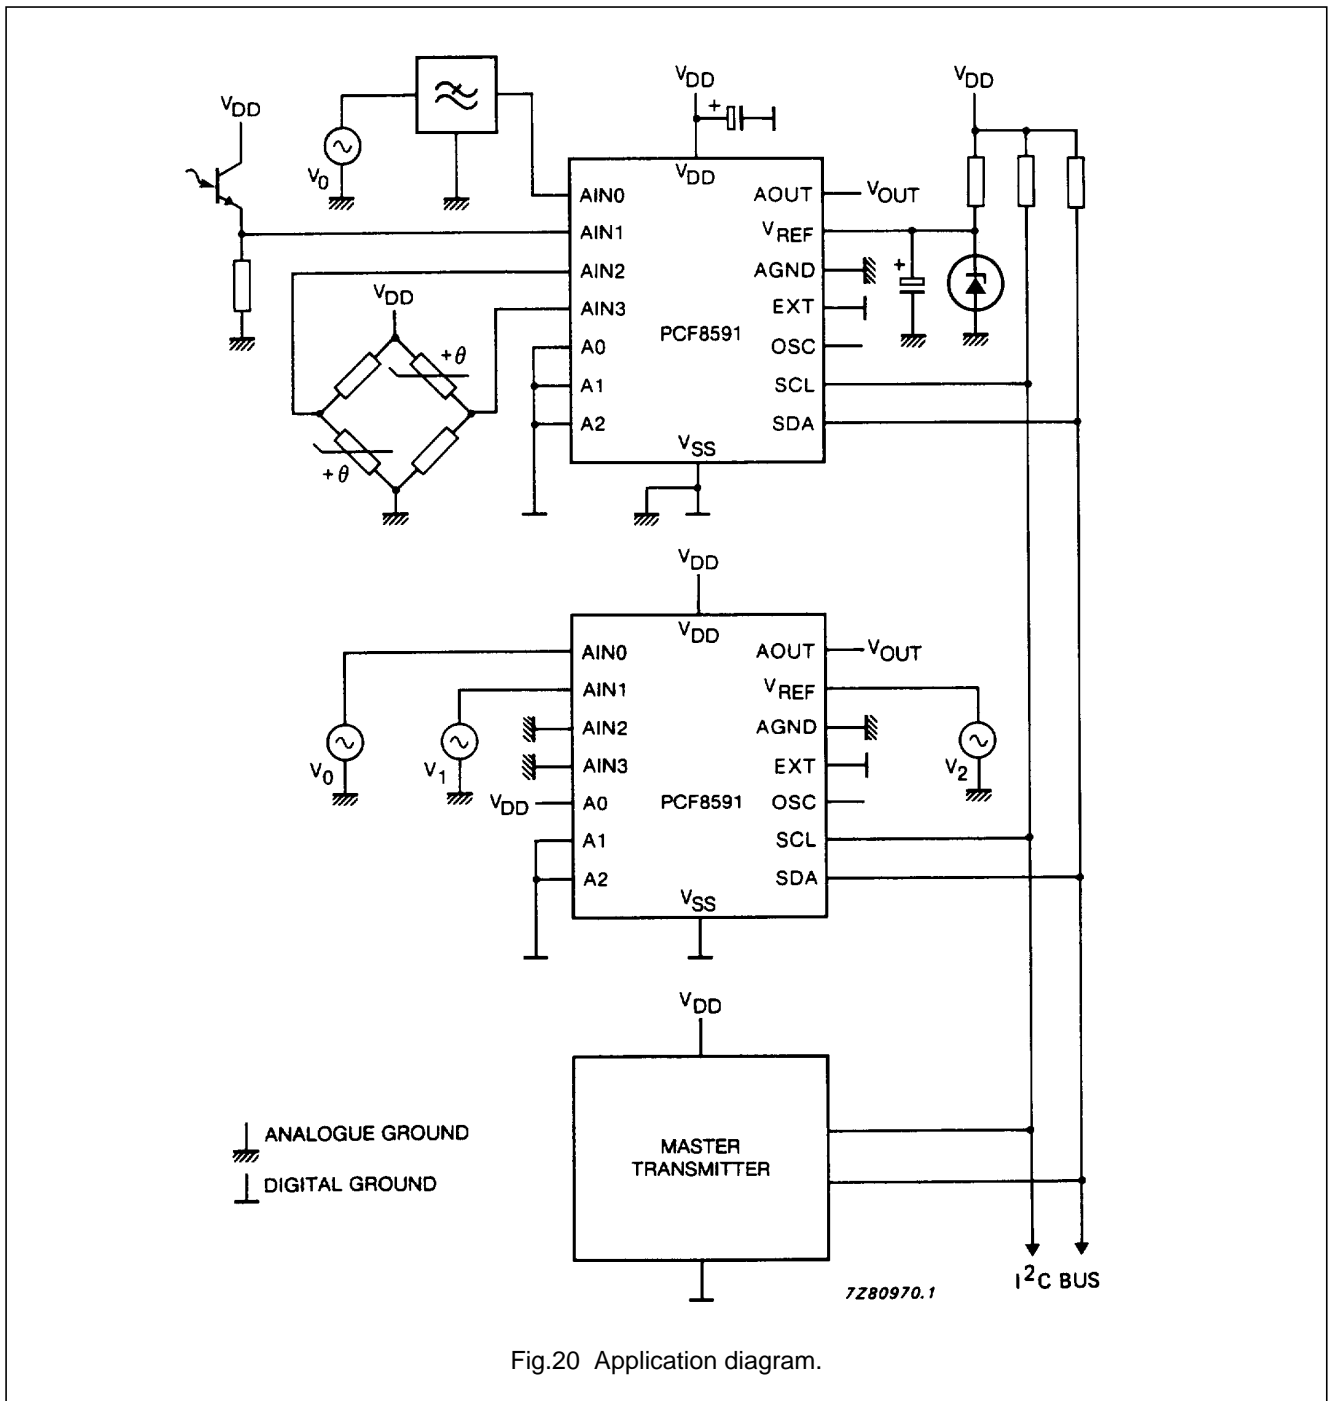 VDD
V0
VDD
VDD
AIN0
AIN1
AIN2
AIN3
A0
A1
A2
VDD
+θ
+θ
+
VDD
PCF8591
VSS
AOUT
VREF
AGND
EXT
OSC
SCL
SDA
VOUT
+
VDD
VDD
VDD
AIN0
AIN1
AIN2
AIN3
A0
A1
A2
V0
V1
VDD
PCF8591
VSS
AOUT
VREF
AGND
EXT
OSC
SCL
SDA
VOUT
V2
VDD
MASTER
TRANSMITTER
ANALOGUE GROUND
DIGITAL GROUND
I²C BUS
7Z80970.1
Fig.20 Application diagram.